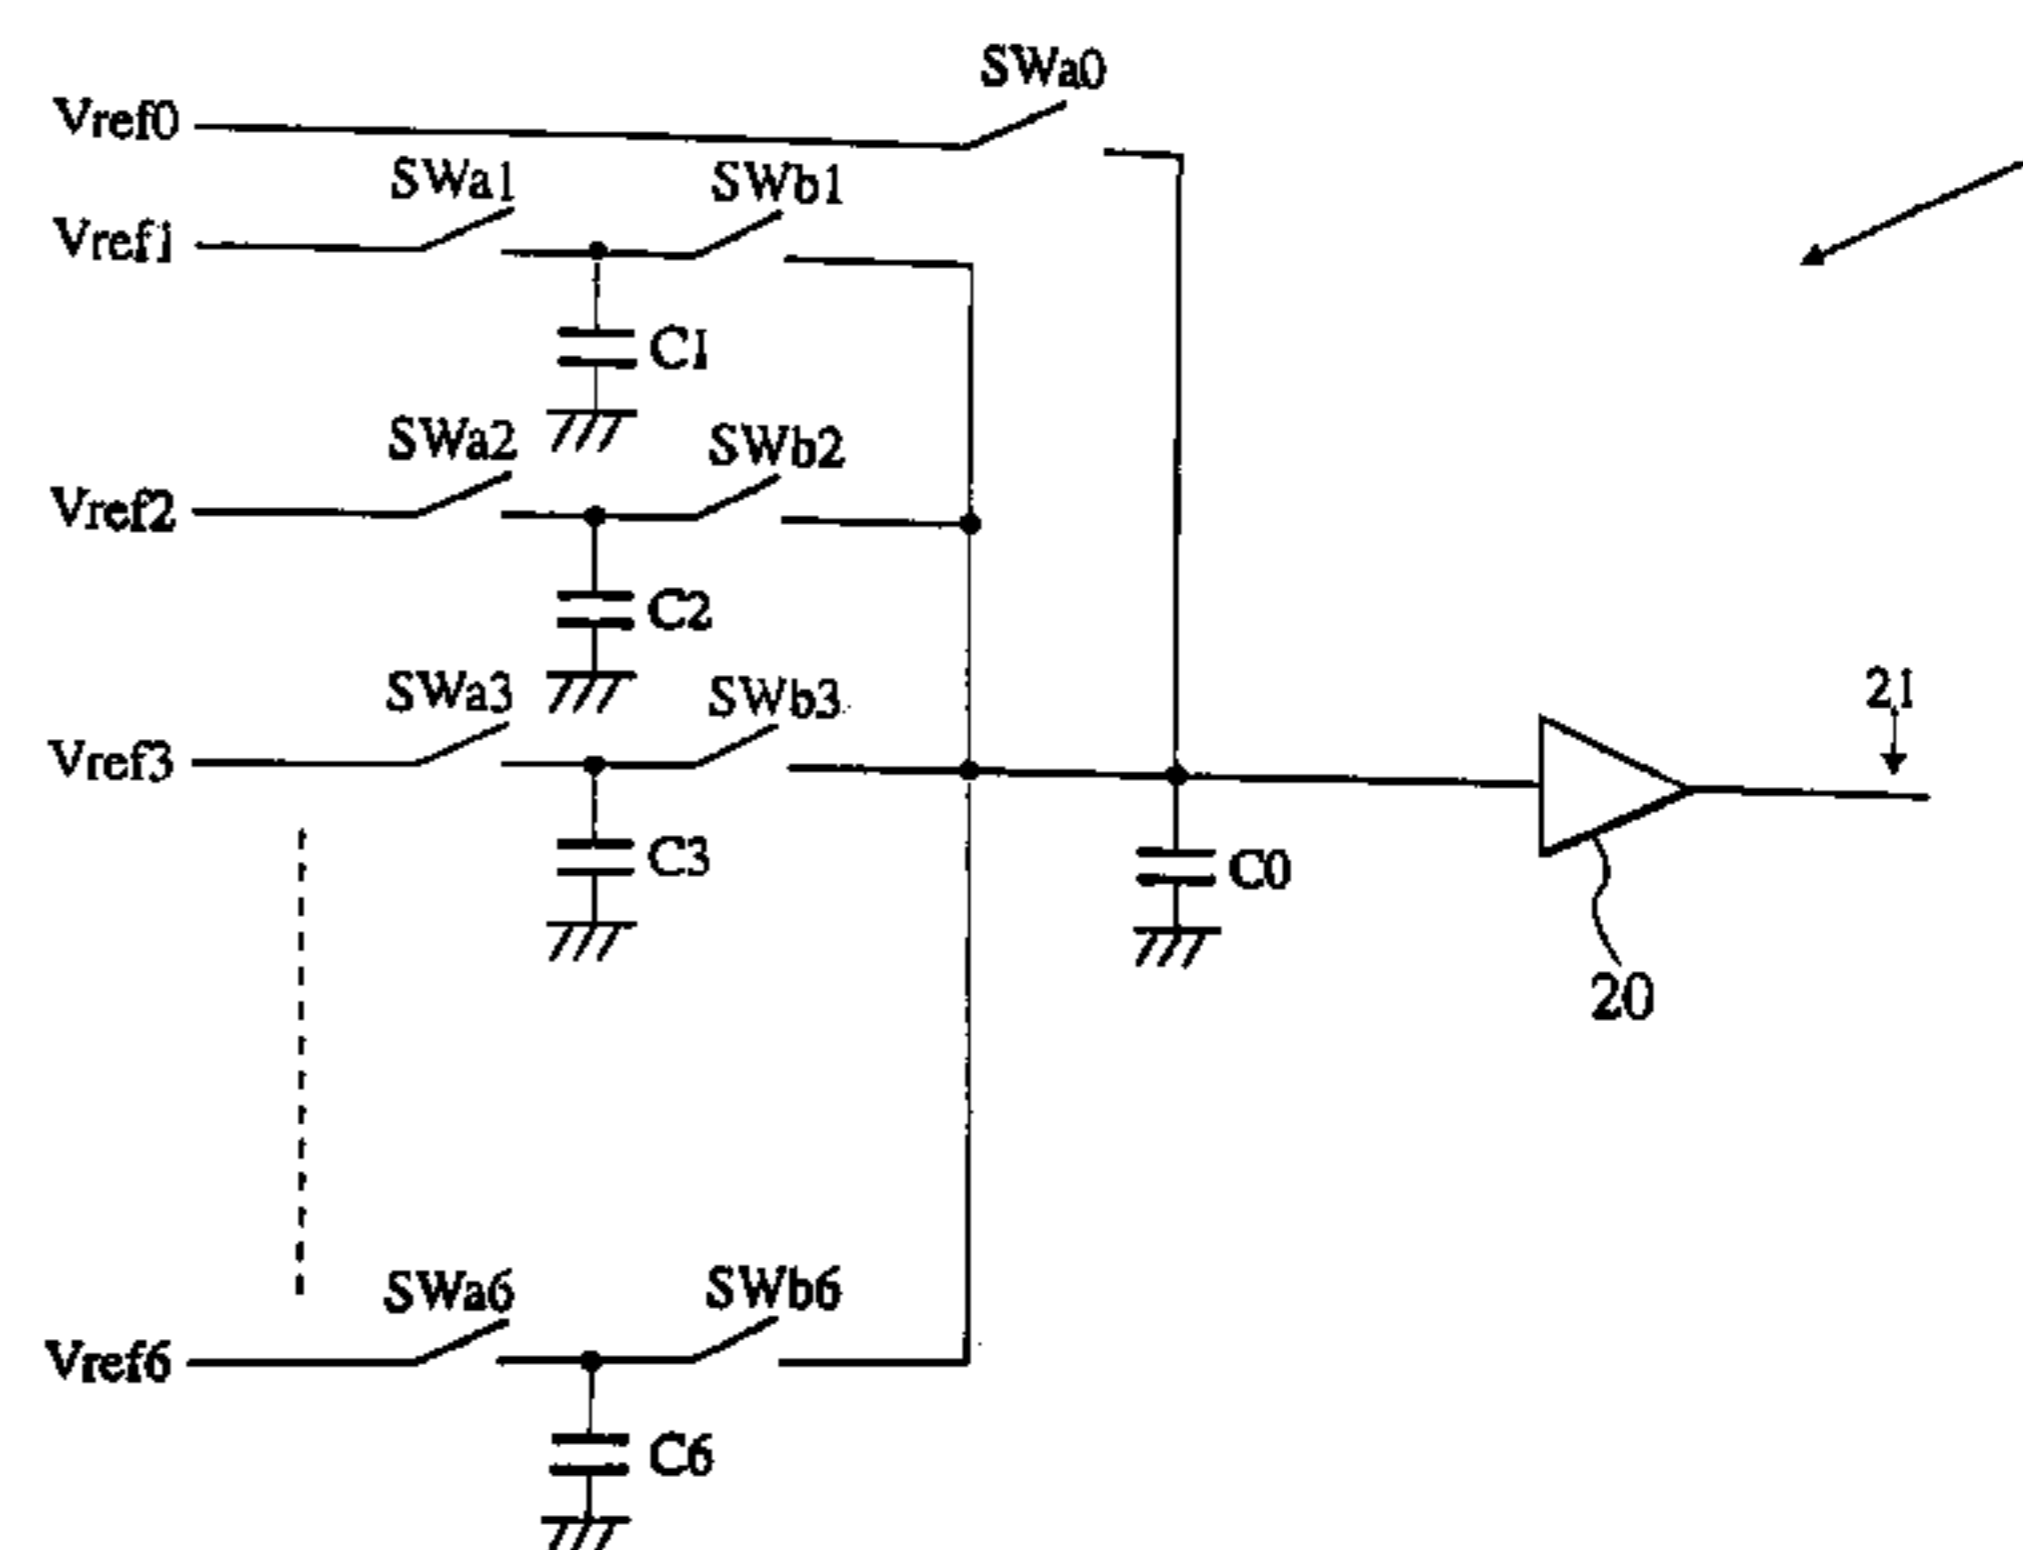 SWa0
Vref0
SWa1 SWb1
Vref1
C1
SWa2 SWb2
Vref2
C2
SWa3 SWb3
Vref3
21
C3
C0
20
SWa6 SWb6
Vref6
C6